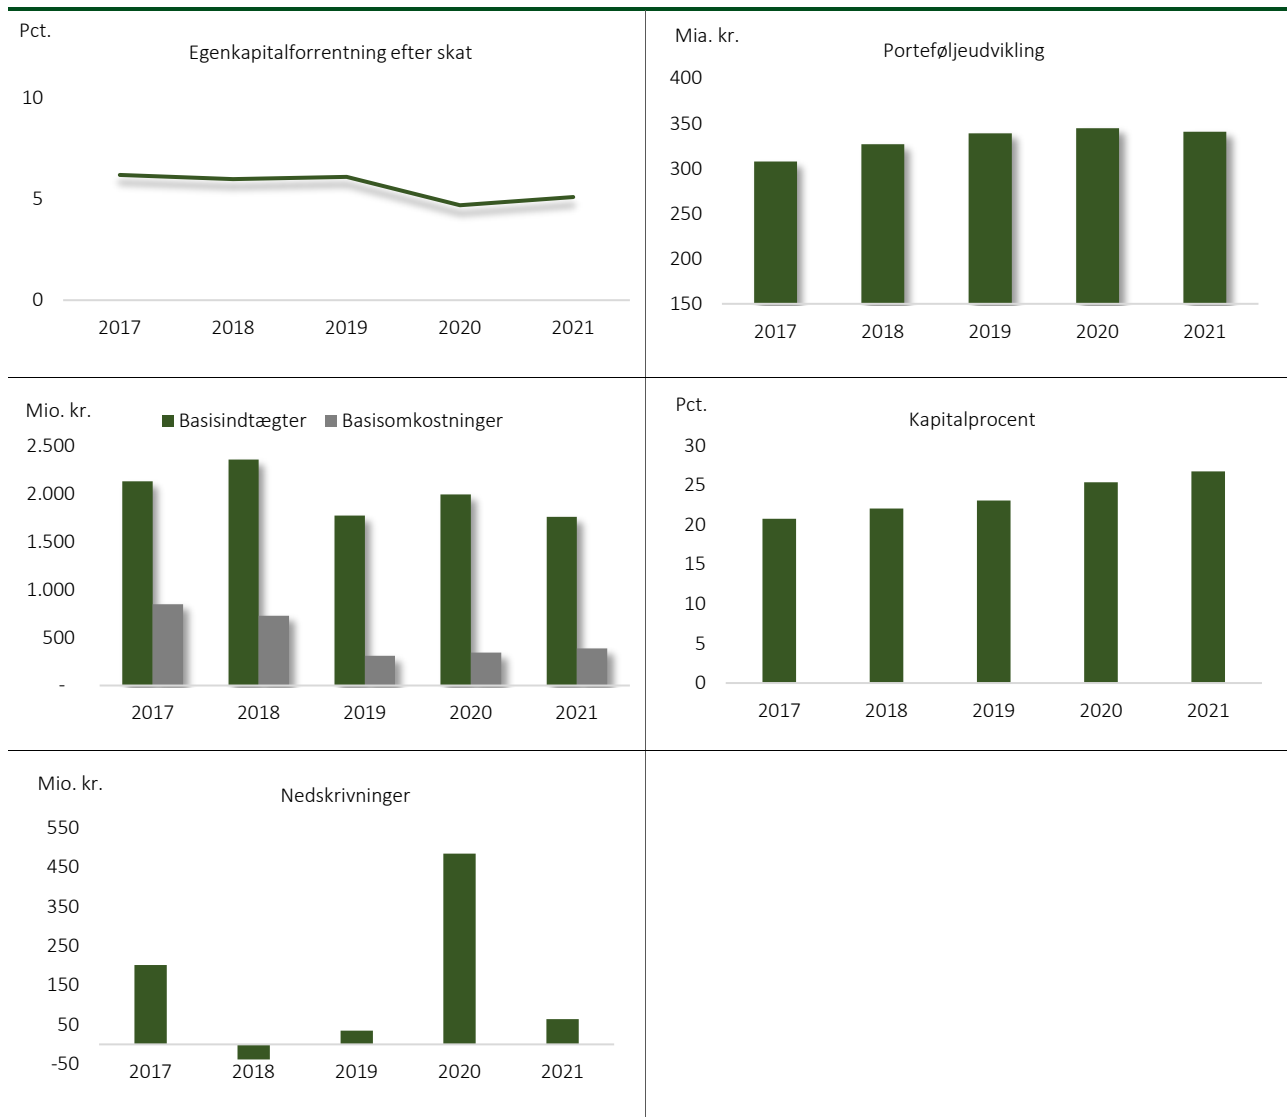 Pct.
Egenkapitalforrentning efter skat
10
5
0
2017 2018 2019 2020 2021
Mia. kr.
Porteføljeudvikling
400
350
300
250
200
150
2017 2018 2019 2020 2021
Mio. kr.
Basisindtægter Basisomkostninger
2.500
2.000
1.500
1.000
500
-
2017 2018 2019 2020 2021
Pct.
Kapitalprocent
30
25
20
15
10
5
0
2017 2018 2019 2020 2021
Mio. kr.
Nedskrivninger
550
450
350
250
150
50
-50
2017 2018 2019 2020 2021